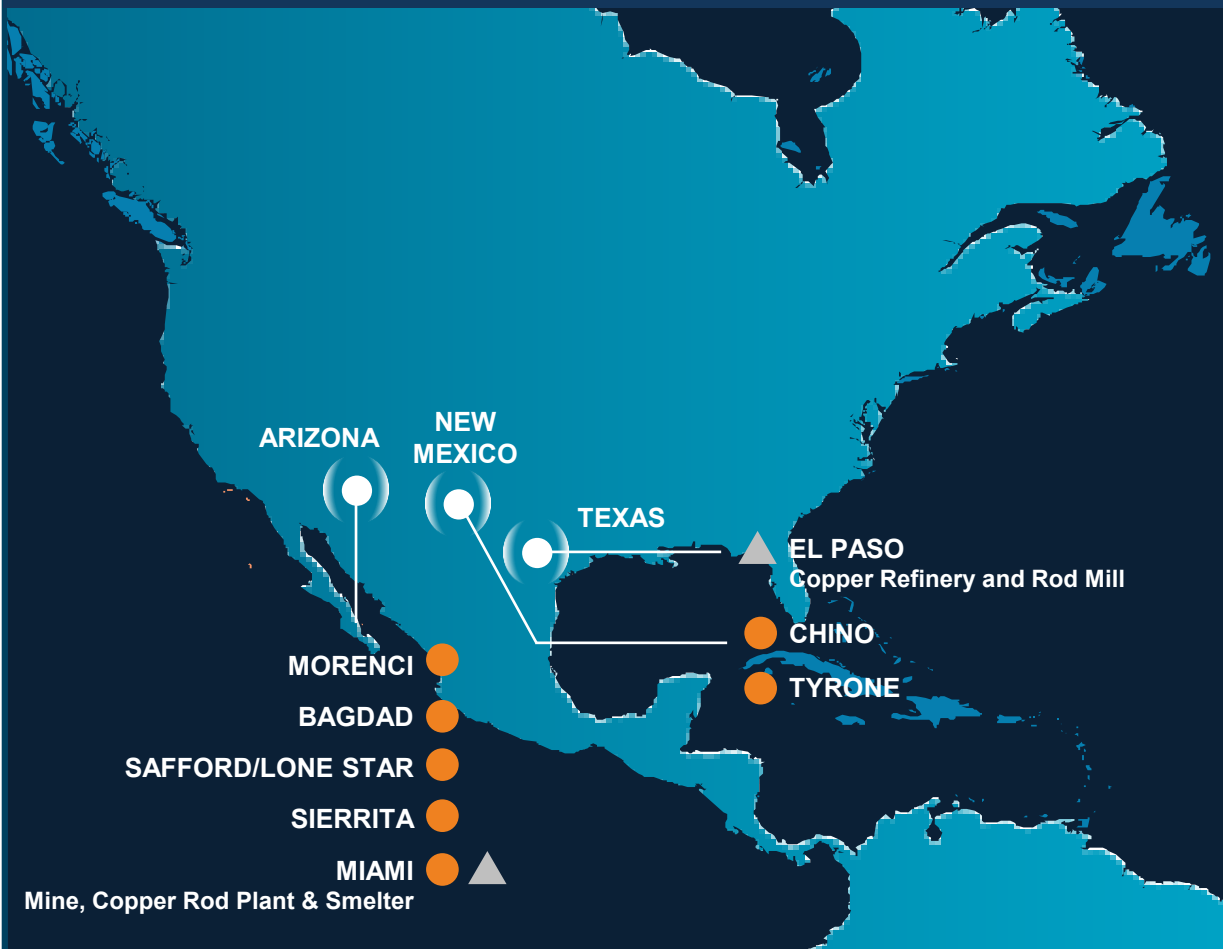 ARIZONA
NEW
MEXICO
TEXAS
EL PASO
Copper Refinery and Rod Mill
CHINO
TYRONE
MORENCI
BAGDAD
SAFFORD/LONE STAR
SIERRITA
MIAMI
Mine, Copper Rod Plant & Smelter